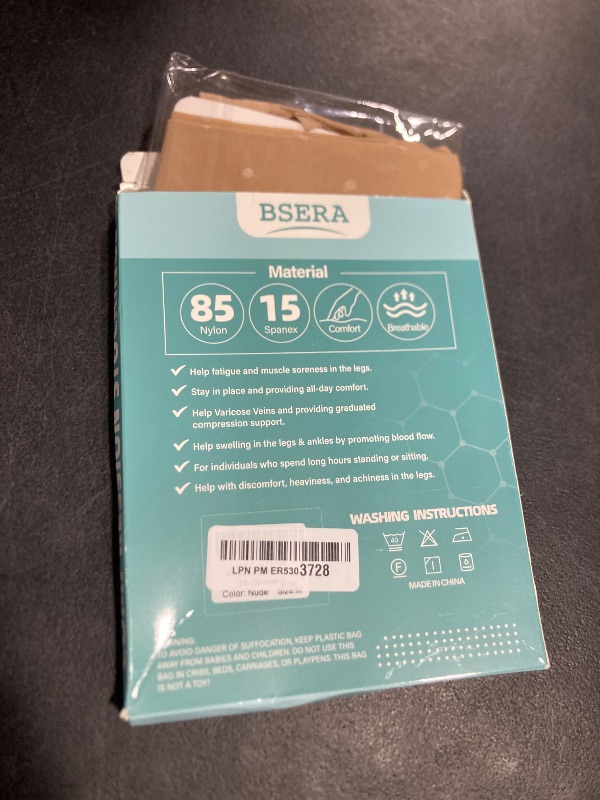 BSERA
Material
85
Nylon
15
Spanex
Comfort
Breathable
Help fatigue and muscle soreness in the legs.
Stay in place and providing all-day comfort.
Help Varicose Veins and providing graduated
compression support.
Help swelling in the legs & ankles by promoting blood flow.
For individuals who spend long hours standing or sitting.
Help with discomfort, heaviness, and achiness in the legs.
WASHING INSTRUCTIONS
40
F
MADE IN CHINA
LPN PM ER5303728
Color: Nude Size:M
WARNING:
TO AVOID DANGER OF SUFFOCATION, KEEP PLASTIC BAG
AWAY FROM BABIES AND CHILDREN. DO NOT USE THIS
BAG IN CRIBS, BEDS, CARRIAGES, OR PLAYPENS. THIS BAG
IS NOT A TOY!